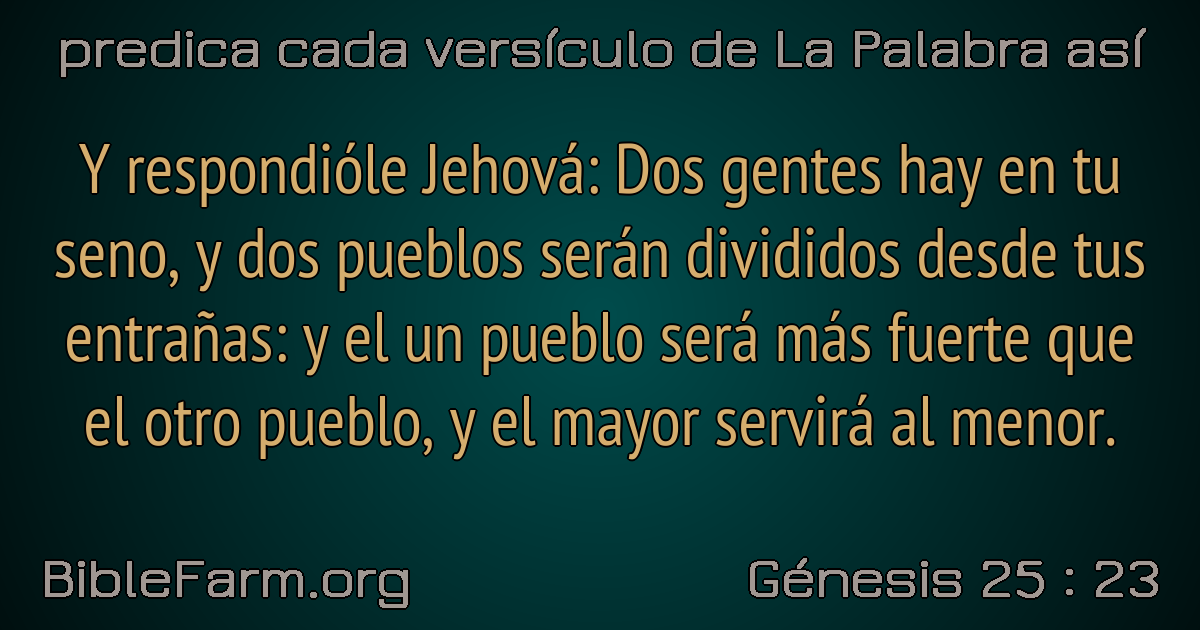 predica cada versículo de La Palabra así
Y respondióle Jehová: Dos gentes hay en tu
seno, y dos pueblos serán divididos desde tus
entrañas: y el un pueblo será más fuerte que
el otro pueblo, y el mayor servirá al menor.
BibleFarm.org
Génesis 25 : 23